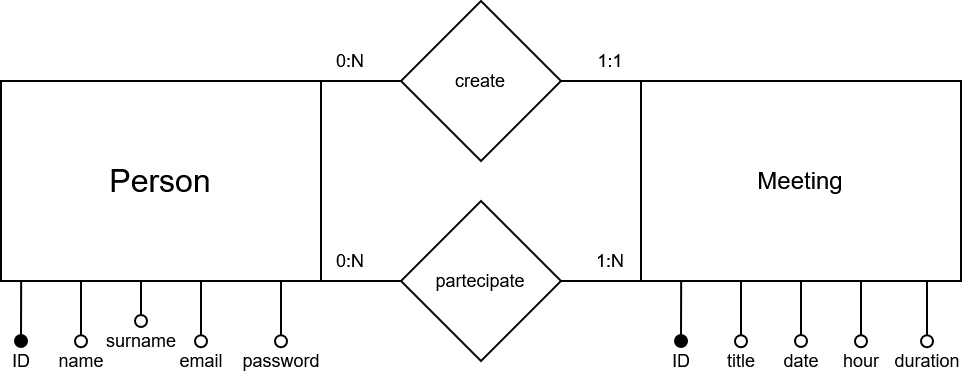 0:N
create
1:1
Person
Meeting
0:N
partecipate
1:N
ID
name
surname
email
password
ID
title
date
hour
duration